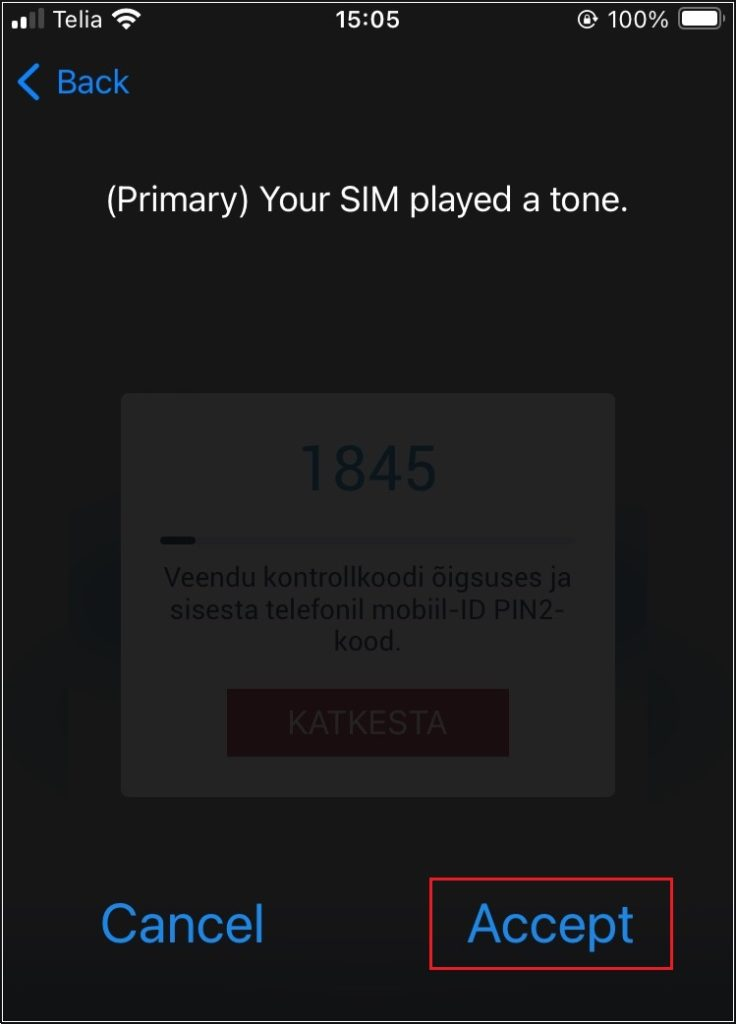 Telia 15:05 100%
Back
(Primary) Your SIM played a tone.
1845
Veendu kontrollkoodi õigsuses ja
sisesta telefonil mobiil-ID PIN2-
kood.
KATKESTA
Cancel Accept